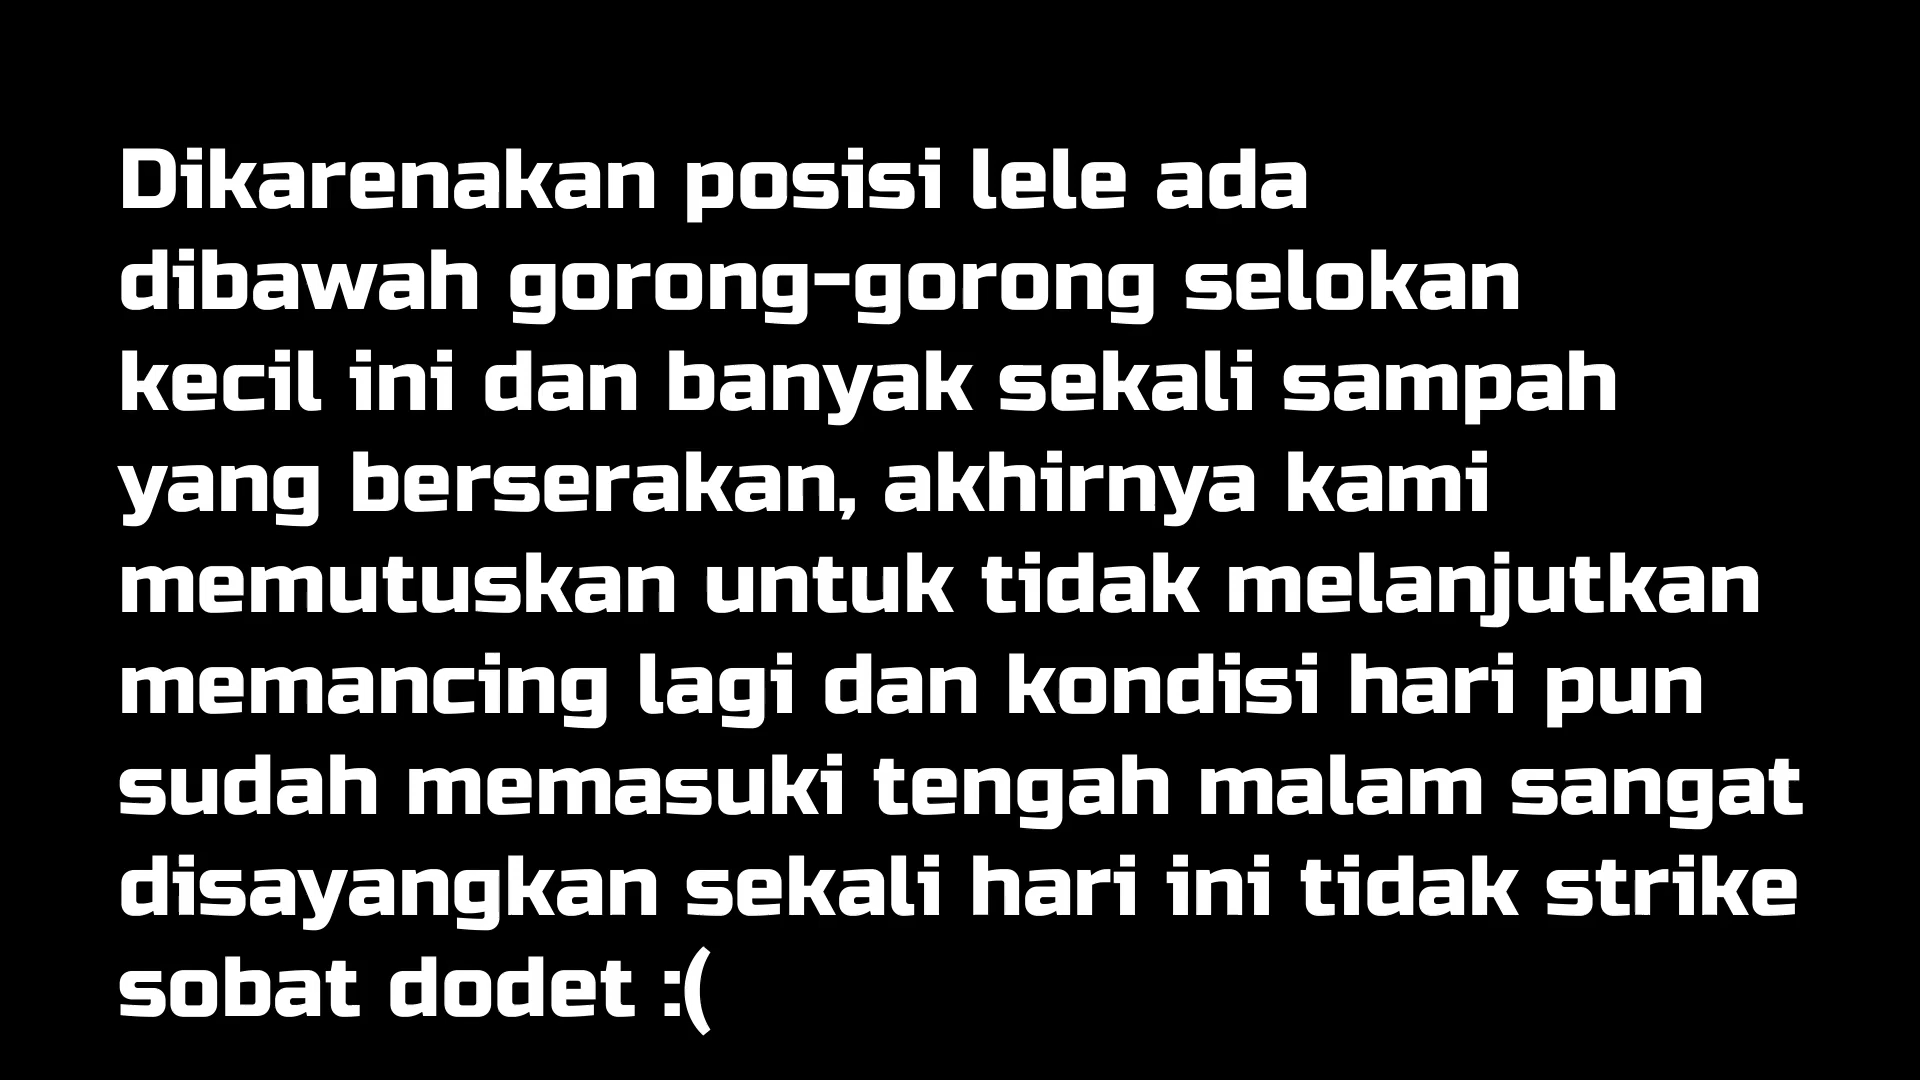 Dikarenakan posisi lele ada
dibawah gorong-gorong selokan
kecil ini dan banyak sekali sampah
yang berserakan, akhirnya kami
memutuskan untuk tidak melanjutkan
memancing lagi dan kondisi hari pun
sudah memasuki tengah malam sangat
disayangkan sekali hari ini tidak strike
sobat dodet :(